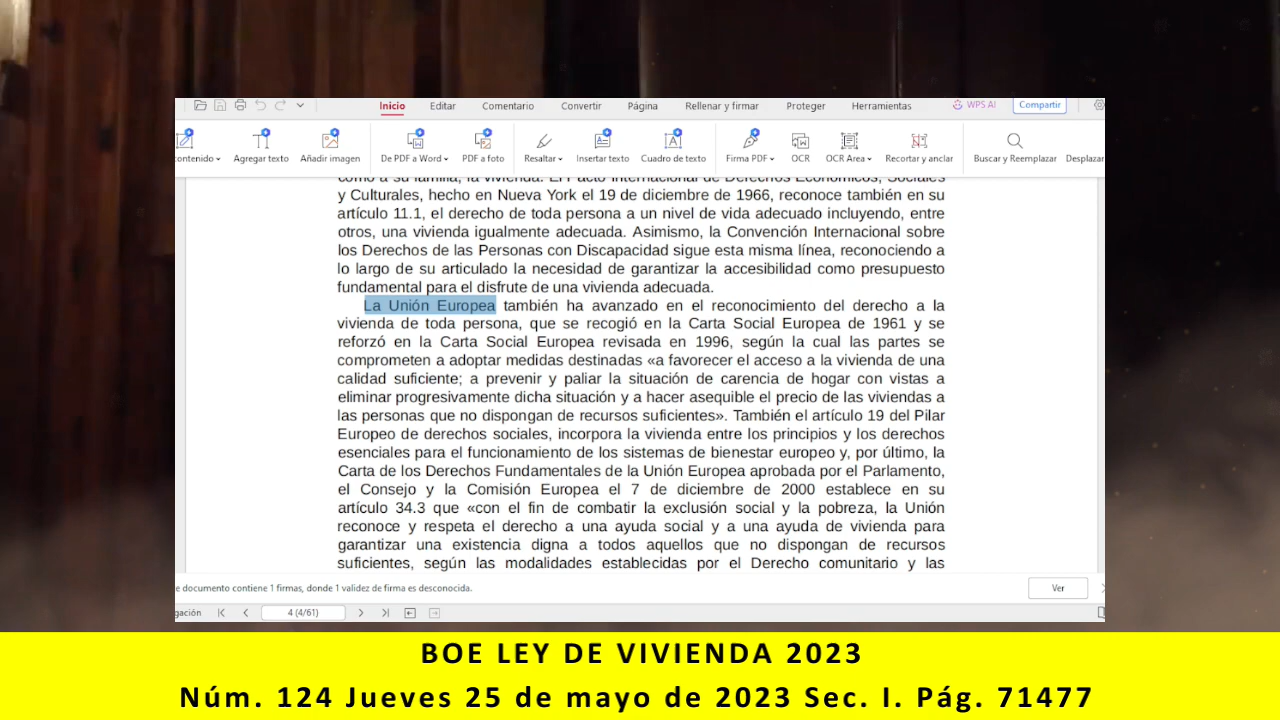 Inicio Editar Comentario Convertir Página Rellenar y firmar Proteger Herramientas WPS AI Compartir
contenido Agregar texto Añadir imagen De PDF a Word PDF a foto Resaltar Insertar texto Cuadro de texto Firma PDF OCR OCR Area Recortar y anclar Buscar y Reemplazar Desplazar
como a su familia, la vivienda. El Pacto Internacional de Derechos Económicos, Sociales
y Culturales, hecho en Nueva York el 19 de diciembre de 1966, reconoce también en su
artículo 11.1, el derecho de toda persona a un nivel de vida adecuado incluyendo, entre
otros, una vivienda igualmente adecuada. Asimismo, la Convención Internacional sobre
los Derechos de las Personas con Discapacidad sigue esta misma línea, reconociendo a
lo largo de su articulado la necesidad de garantizar la accesibilidad como presupuesto
fundamental para el disfrute de una vivienda adecuada.
La Unión Europea también ha avanzado en el reconocimiento del derecho a la
vivienda de toda persona, que se recogió en la Carta Social Europea de 1961 y se
reforzó en la Carta Social Europea revisada en 1996, según la cual las partes se
comprometen a adoptar medidas destinadas «a favorecer el acceso a la vivienda de una
calidad suficiente; a prevenir y paliar la situación de carencia de hogar con vistas a
eliminar progresivamente dicha situación y a hacer asequible el precio de las viviendas a
las personas que no dispongan de recursos suficientes». También el artículo 19 del Pilar
Europeo de derechos sociales, incorpora la vivienda entre los principios y los derechos
esenciales para el funcionamiento de los sistemas de bienestar europeo y, por último, la
Carta de los Derechos Fundamentales de la Unión Europea aprobada por el Parlamento,
el Consejo y la Comisión Europea el 7 de diciembre de 2000 establece en su
artículo 34.3 que «con el fin de combatir la exclusión social y la pobreza, la Unión
reconoce y respeta el derecho a una ayuda social y a una ayuda de vivienda para
garantizar una existencia digna a todos aquellos que no dispongan de recursos
suficientes, según las modalidades establecidas por el Derecho comunitario y las
e documento contiene 1 firmas, donde 1 validez de firma es desconocida. Ver
gación 4 (4/61)
BOE LEY DE VIVIENDA 2023
Núm. 124 Jueves 25 de mayo de 2023 Sec. I. Pág. 71477